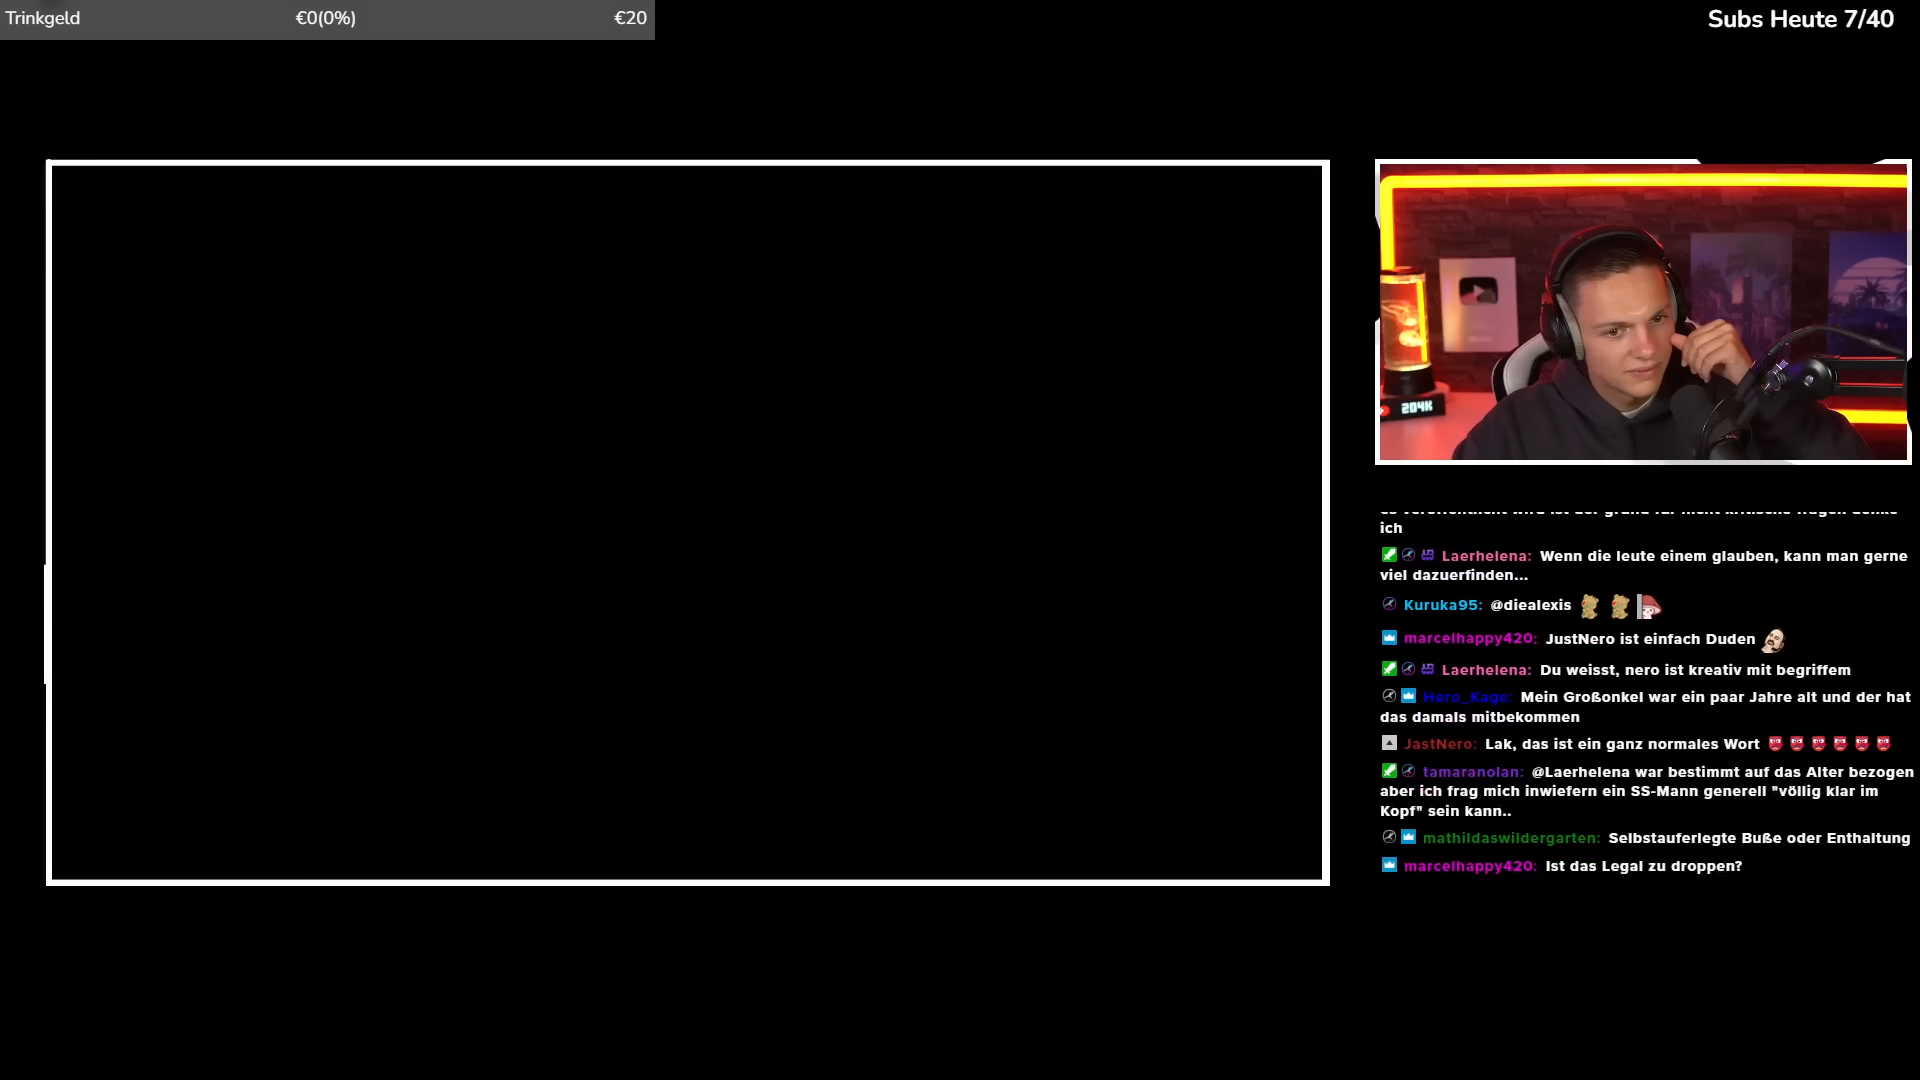 Trinkgeld €0(0%) €20
Subs Heute 7/40
204K
ich
Laerhelena: Wenn die leute einem glauben, kann man gerne
viel dazuerfinden...
Kuruka95: @diealexis
marcelhappy420: JustNero ist einfach Duden
Laerhelena: Du weisst, nero ist kreativ mit begriffem
Hero_Kage: Mein Großonkel war ein paar Jahre alt und der hat
das damals mitbekommen
JastNero: Lak, das ist ein ganz normales Wort
tamaranolan: @Laerhelena war bestimmt auf das Alter bezogen
aber ich frag mich inwiefern ein SS-Mann generell "völlig klar im
Kopf" sein kann..
mathildaswildergarten: Selbstauferlegte Buße oder Enthaltung
marcelhappy420: Ist das Legal zu droppen?